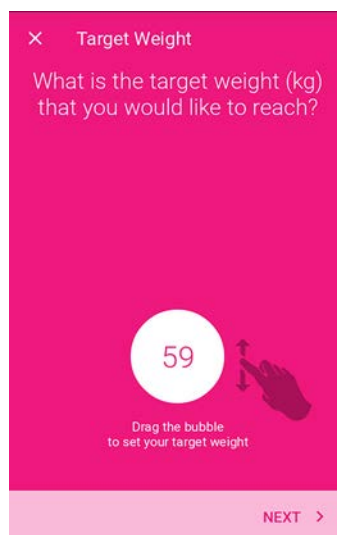 Target Weight
What is the target weight (kg)
that you would like to reach?
59
Drag the bubble
to set your target weight
NEXT